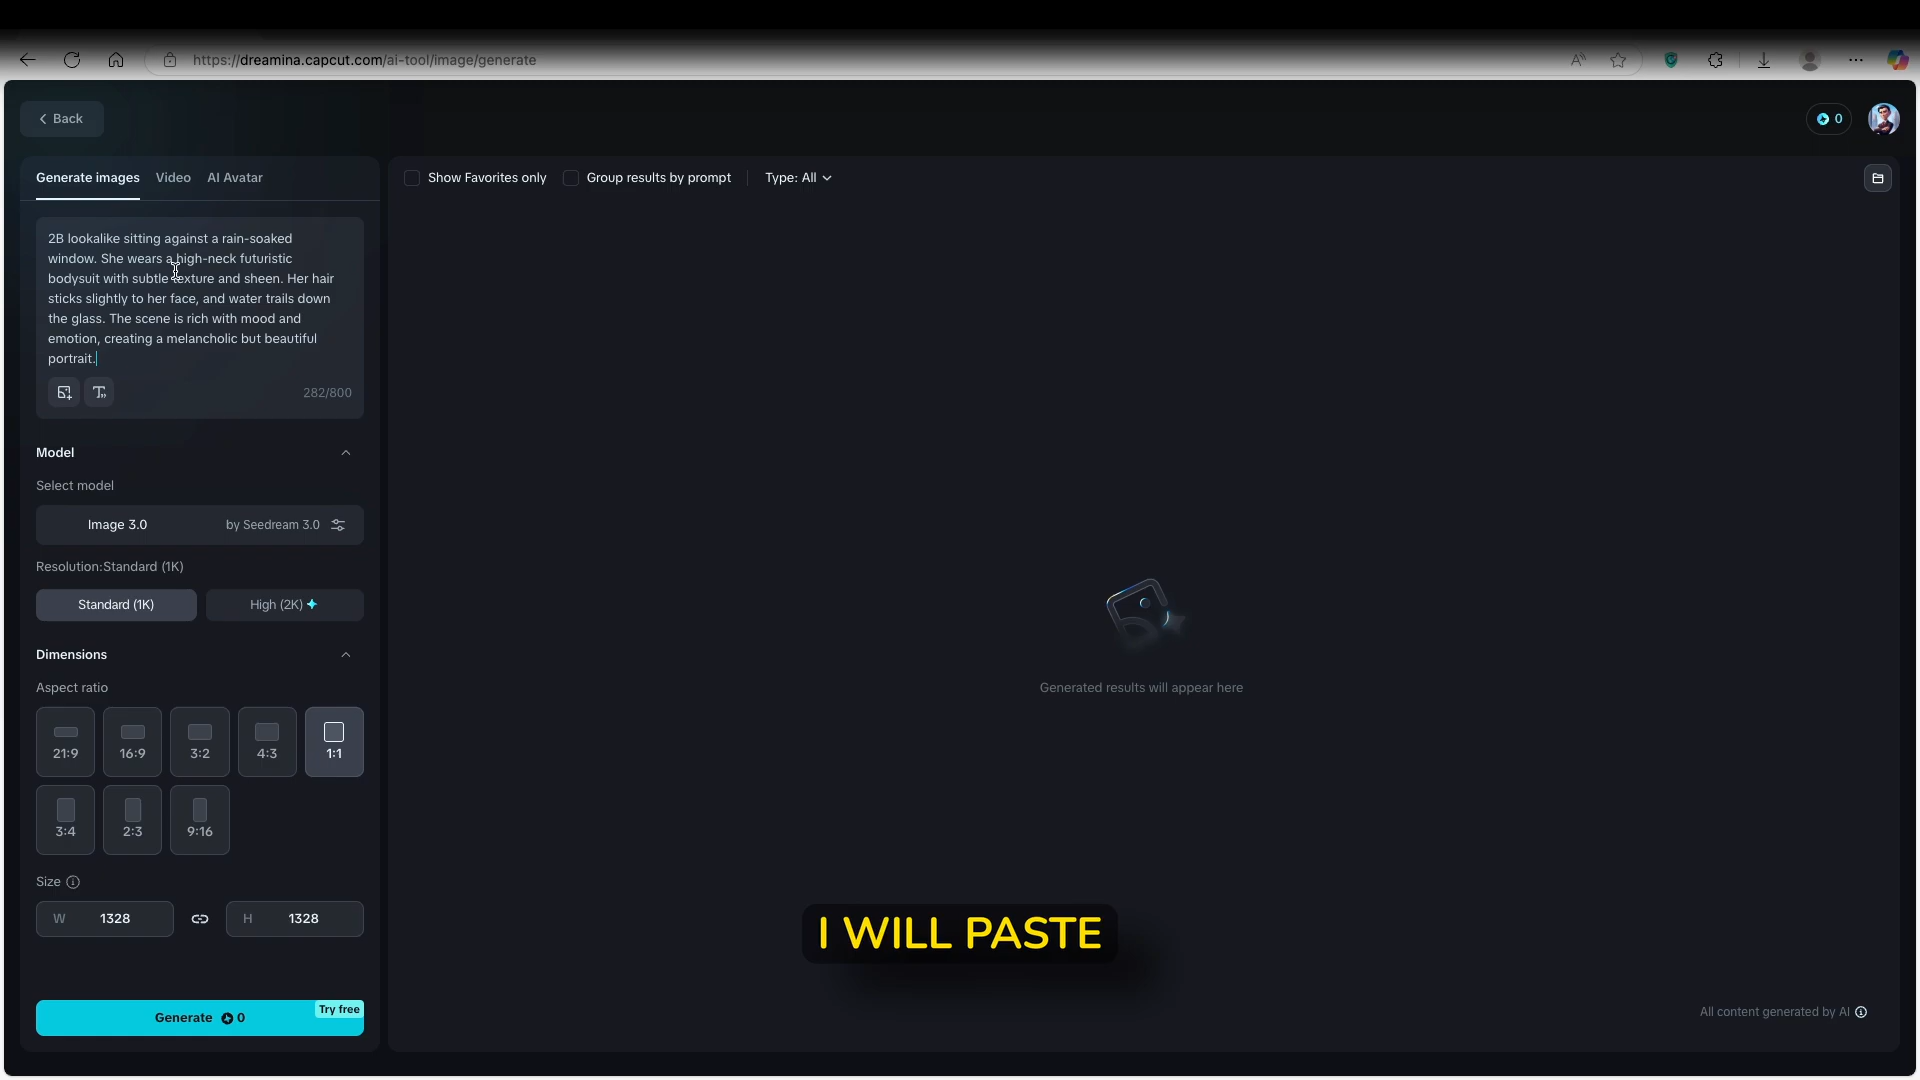 https://dreamina.capcut.com/ai-tool/image/generate
Back
0
Generate images
Video
AI Avatar
Show Favorites only
Group results by prompt
Type: All
2B lookalike sitting against a rain-soaked
window. She wears a high-neck futuristic
bodysuit with subtle texture and sheen. Her hair
sticks slightly to her face, and water trails down
the glass. The scene is rich with mood and
emotion, creating a melancholic but beautiful
portrait.
282/800
Model
Select model
Image 3.0 by Seedream 3.0
Resolution:Standard (1K)
Standard (1K)
High (2K)
Dimensions
Aspect ratio
21:9
16:9
3:2
4:3
1:1
3:4
2:3
9:16
Size
W 1328
H 1328
Try free
Generate 0
Generated results will appear here
I WILL PASTE
All content generated by AI